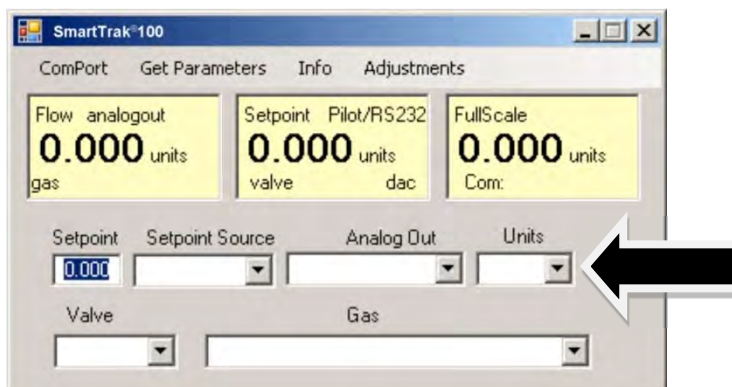 SmartTrak®100
ComPort Get Parameters Info Adjustments
Flow analogout
0.000 units
gas
Setpoint Pilot/RS232
0.000 units
valve dac
FullScale
0.000 units
Com:
Setpoint Setpoint Source Analog Out Units
0.000
Valve Gas